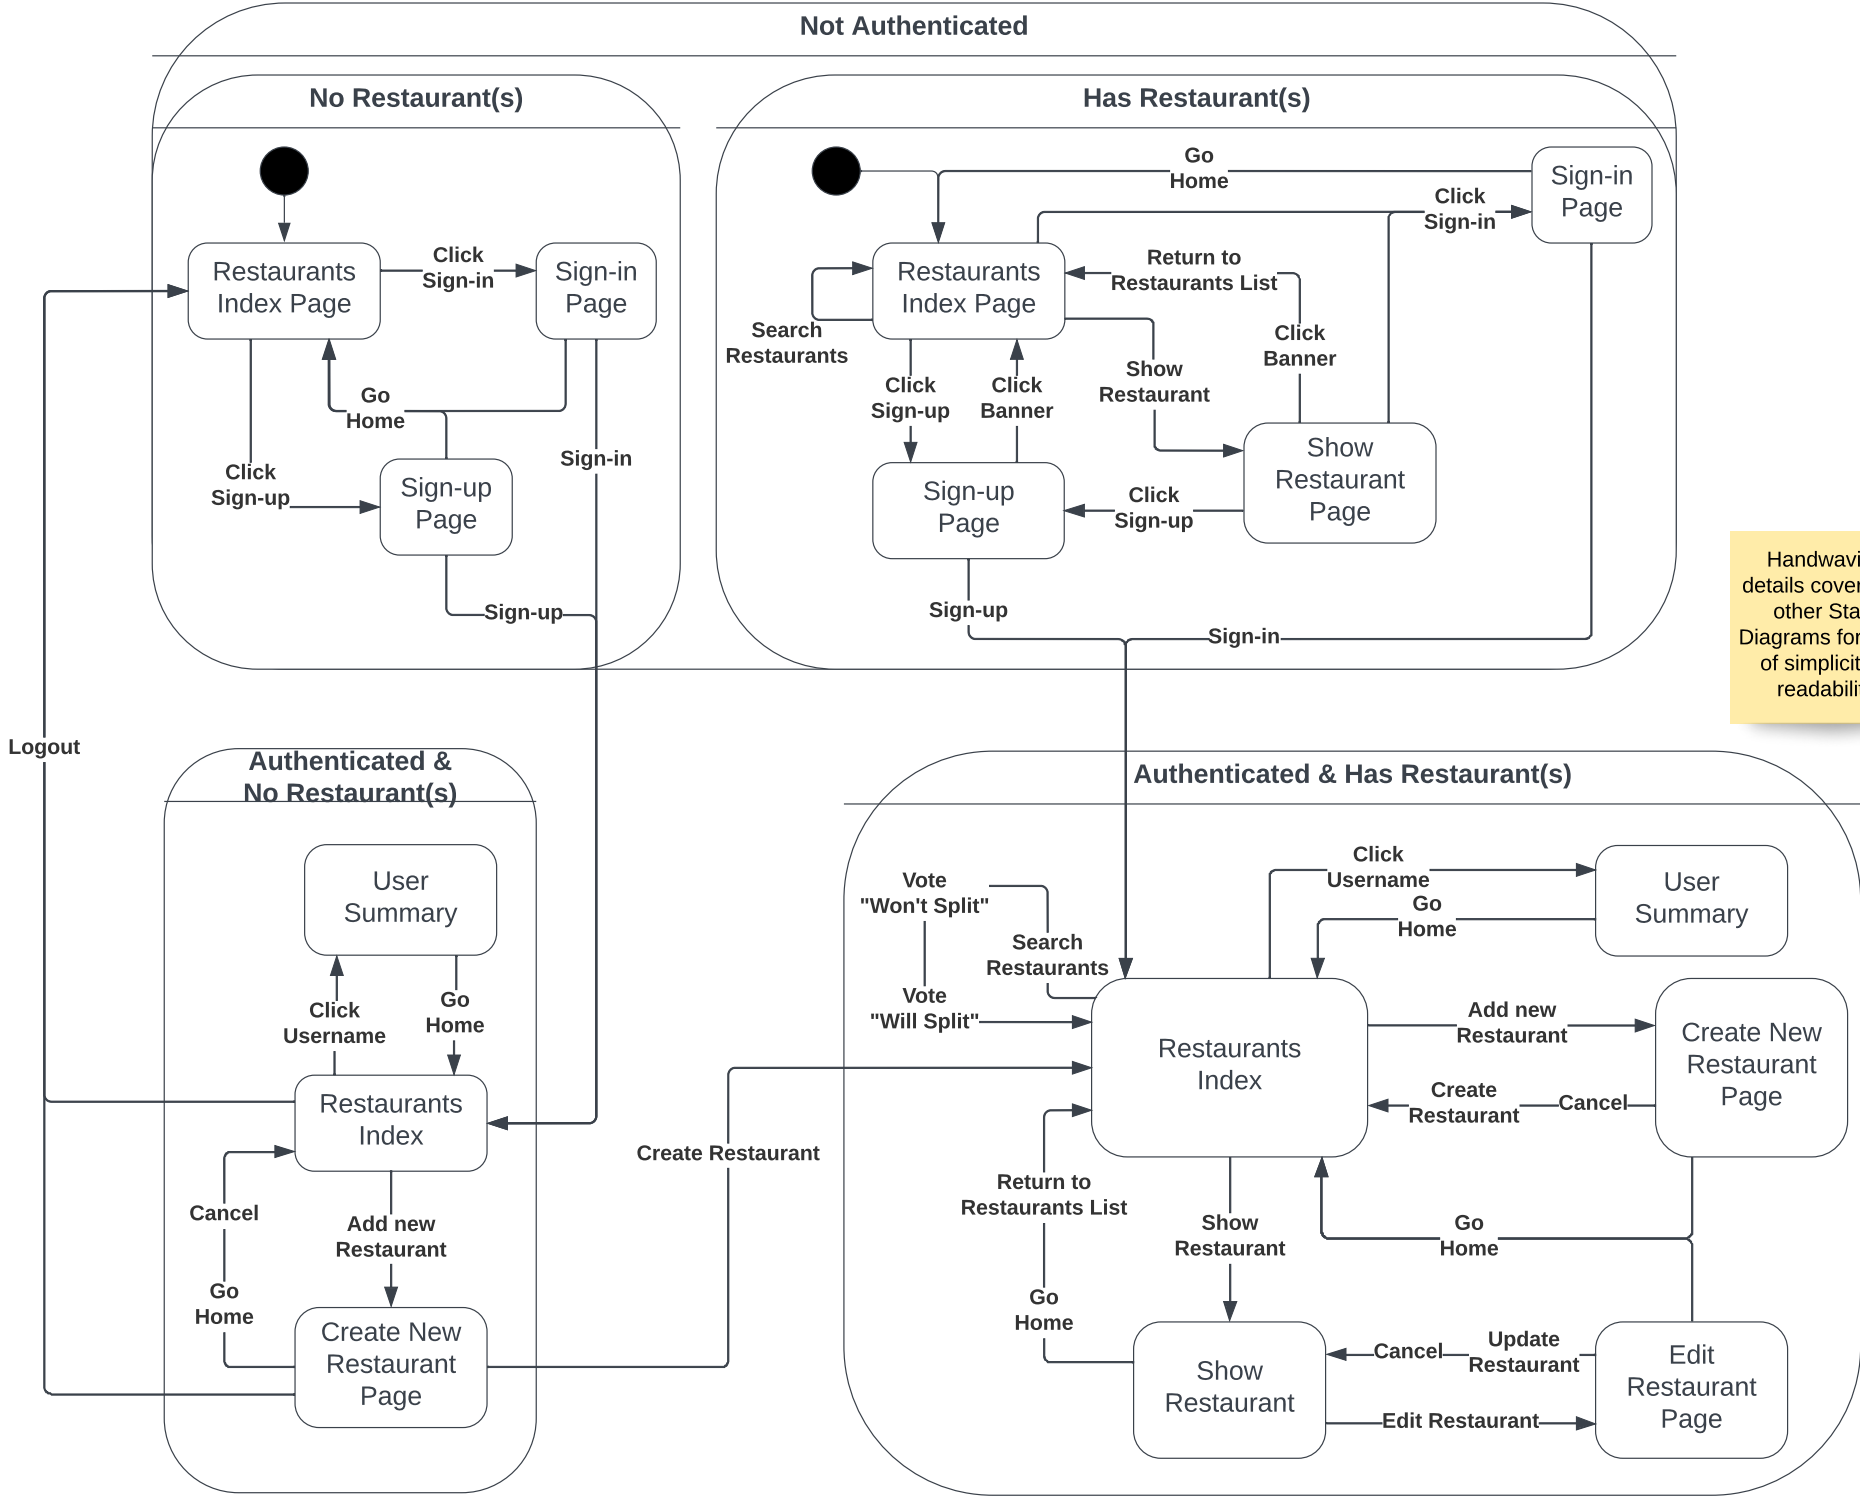 Not Authenticated
No Restaurant(s)
Restaurants
Index Page
Click
Sign-in
Sign-in
Page
Go
Home
Click
Sign-up
Sign-up
Page
Sign-in
Sign-up
Has Restaurant(s)
Go
Home
Sign-in
Page
Click
Sign-in
Restaurants
Index Page
Return to
Restaurants List
Search
Restaurants
Click
Banner
Show
Restaurant
Click
Sign-up
Click
Banner
Show
Restaurant
Page
Sign-up
Page
Click
Sign-up
Sign-up
Sign-in
details
other
Diagrams for
of
Logout
Authenticated &
No Restaurant(s)
User
Summary
Click
Username
Go
Home
Restaurants
Index
Cancel
Add new
Restaurant
Go
Home
Create New
Restaurant
Page
Create Restaurant
Authenticated & Has Restaurant(s)
Click
Username
User
Summary
Go
Home
Vote
"Won't Split"
Search
Restaurants
Vote
"Will Split"
Restaurants
Index
Add new
Restaurant
Create New
Restaurant
Page
Create
Restaurant
Cancel
Return to
Restaurants List
Show
Restaurant
Go
Home
Go
Home
Show
Restaurant
Cancel
Update
Restaurant
Edit Restaurant
Edit
Restaurant
Page